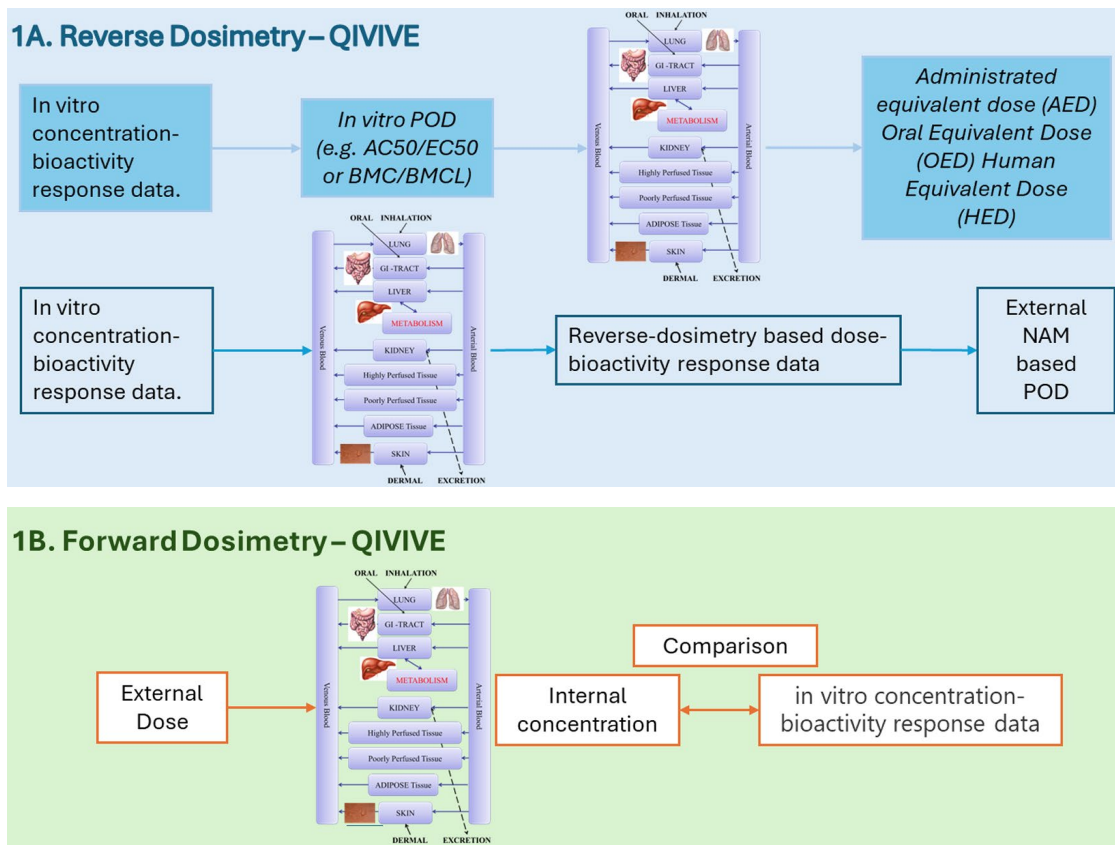 1A. Reverse Dosimetry – QIVIVE
In vitro
concentration-
bioactivity
response data.
In vitro POD
(e.g. AC50/EC50
or BMC/BMCL)
ORAL INHALATION
LUNG
GI -TRACT
LIVER
METABOLISM
KIDNEY
Highly Perfused Tissue
Poorly Perfused Tissue
ADIPOSE Tissue
SKIN
DERMAL EXCRETION
Venous Blood
Arterial Blood
Administrated
equivalent dose (AED)
Oral Equivalent Dose
(OED) Human
Equivalent Dose
(HED)
In vitro
concentration-
bioactivity
response data.
ORAL INHALATION
LUNG
GI -TRACT
LIVER
METABOLISM
KIDNEY
Highly Perfused Tissue
Poorly Perfused Tissue
ADIPOSE Tissue
SKIN
DERMAL EXCRETION
Venous Blood
Arterial Blood
Reverse-dosimetry based dose-
bioactivity response data
External
NAM
based
POD
1B. Forward Dosimetry – QIVIVE
External
Dose
ORAL INHALATION
LUNG
GI -TRACT
LIVER
METABOLISM
KIDNEY
Highly Perfused Tissue
Poorly Perfused Tissue
ADIPOSE Tissue
SKIN
DERMAL EXCRETION
Venous Blood
Arterial Blood
Internal
concentration
Comparison
in vitro concentration-
bioactivity response data